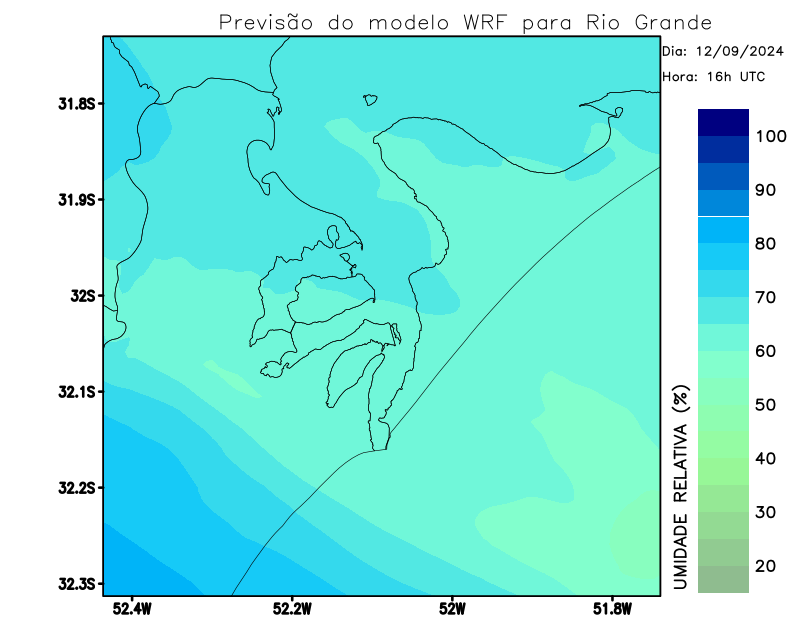 Previsão do modelo WRF para Rio Grande
Dia: 12/09/2024
Hora: 16h UTC
31.8S
31.9S
32S
32.1S
32.2S
32.3S
52.4W
52.2W
52W
51.8W
100
90
80
70
60
50
40
30
20
UMIDADE RELATIVA (%)